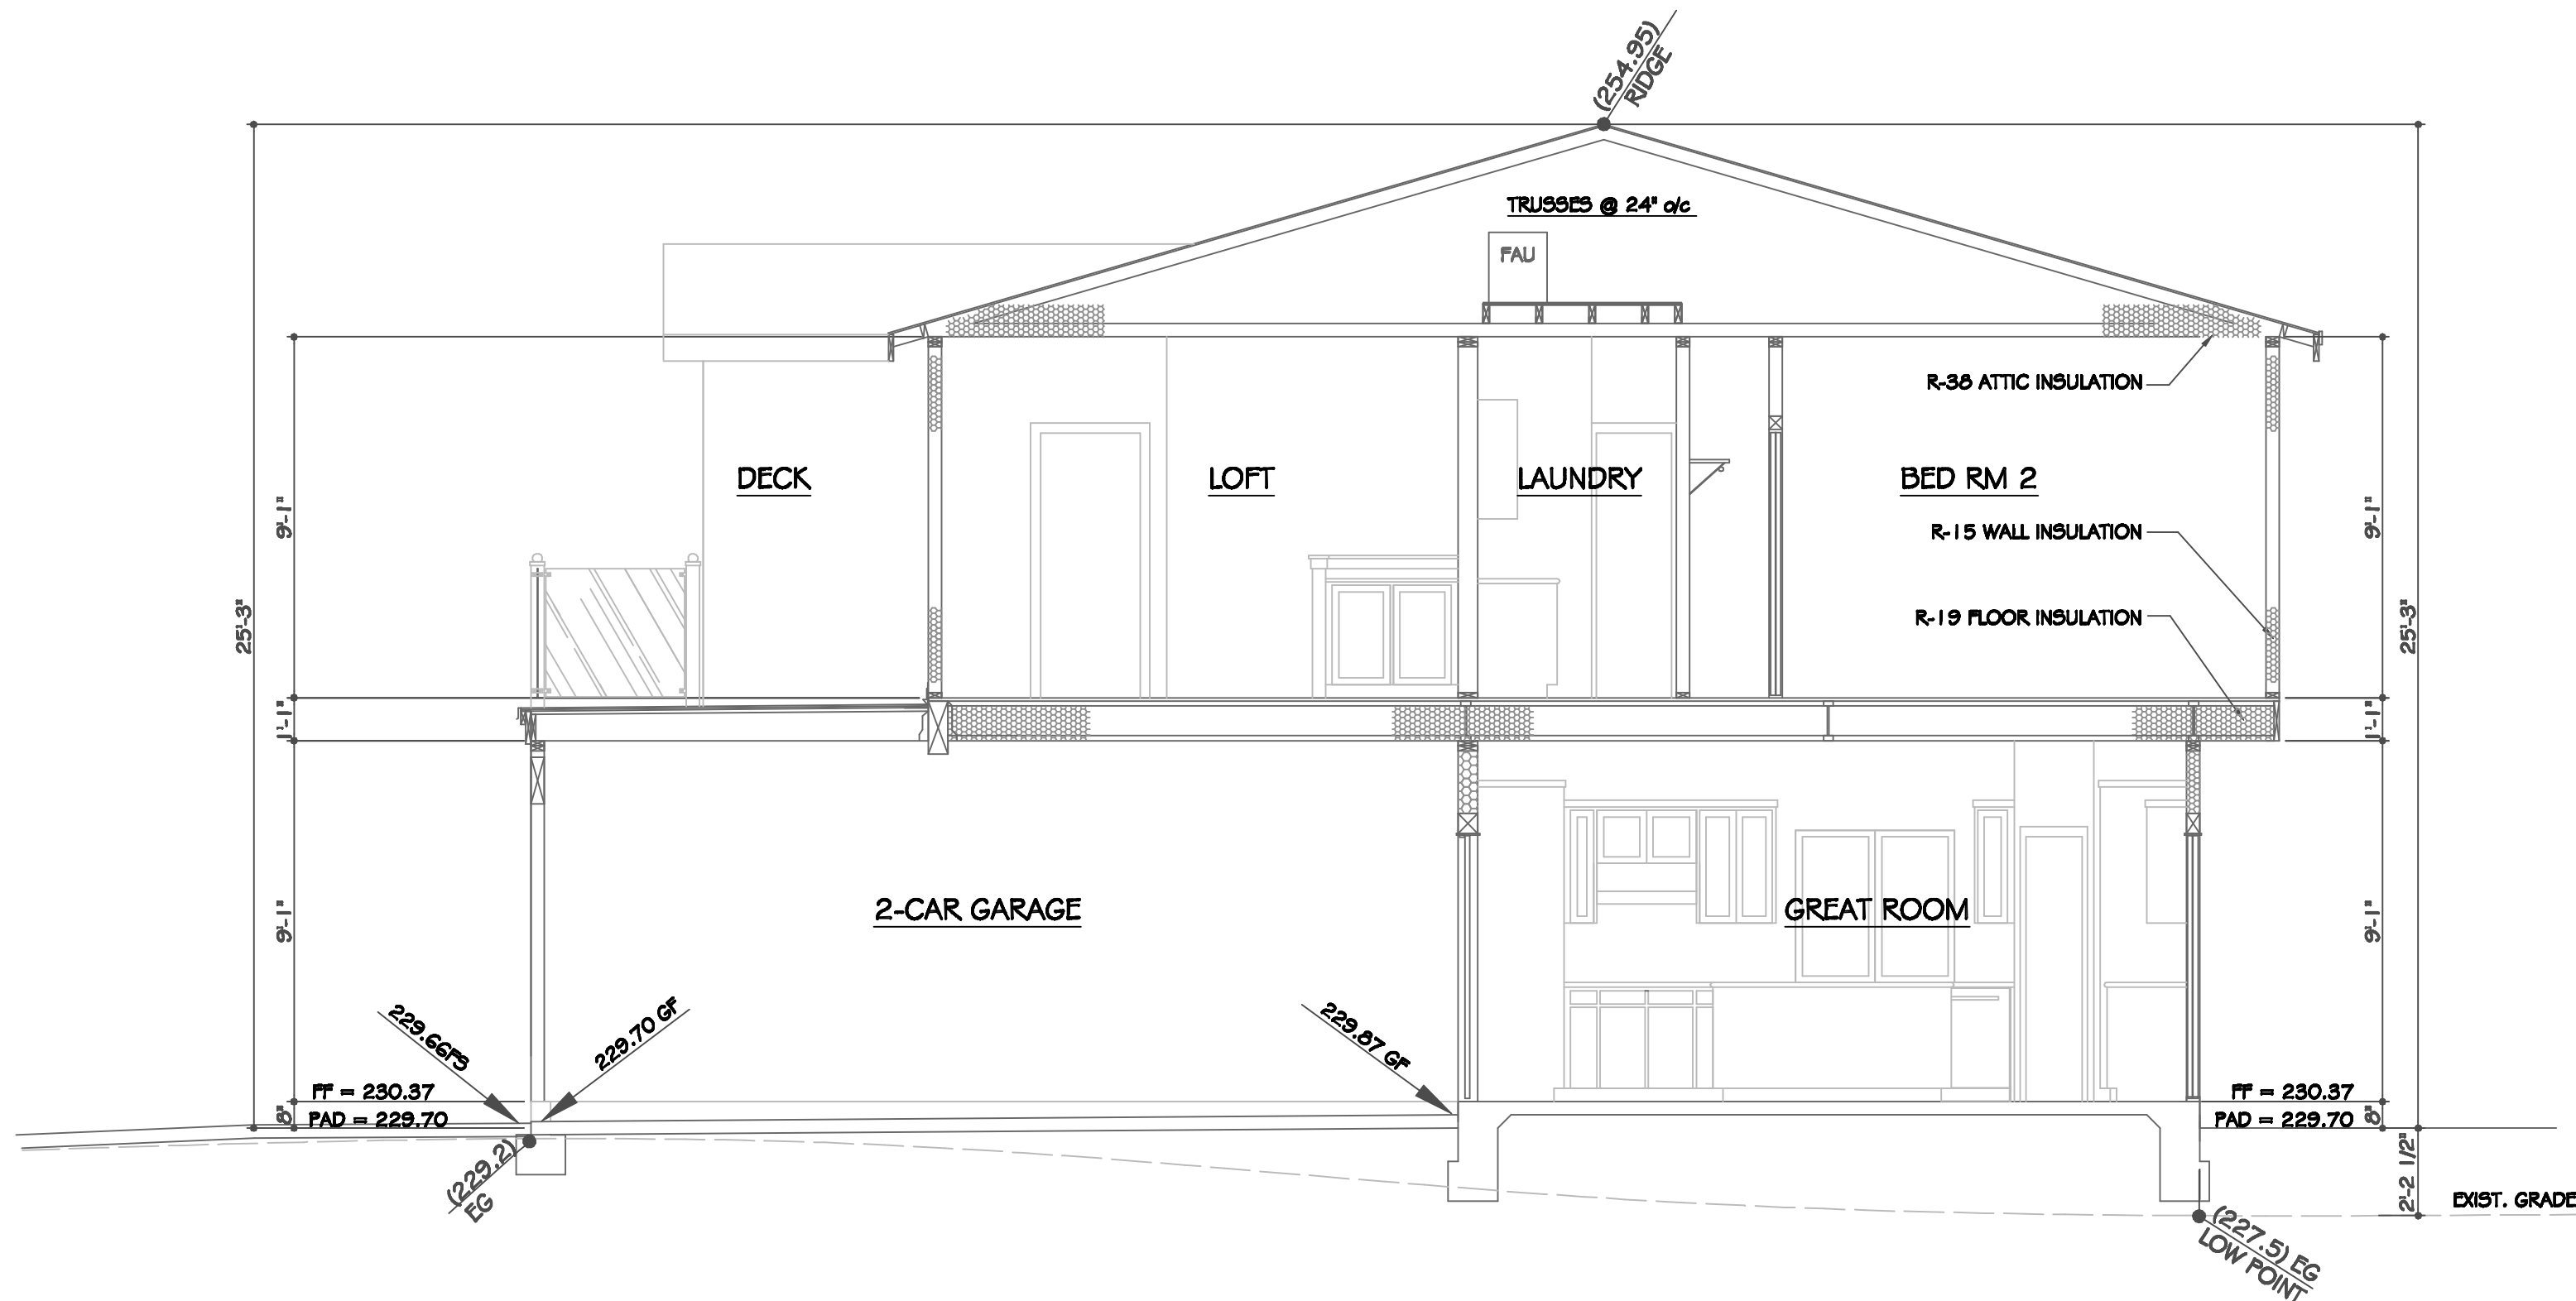 (254.95)
RIDGE
TRUSSES @ 24" o/c
FAU
R-38 ATTIC INSULATION
DECK
LOFT
LAUNDRY
BED RM 2
9'-1"
9'-1"
R-15 WALL INSULATION
25'-3"
25'-3"
R-19 FLOOR INSULATION
1'-1"
1'-1"
2-CAR GARAGE
GREAT ROOM
9'-1"
9'-1"
229.66FS
229.70 GF
229.87 GF
FF = 230.37
FF = 230.37
8"
PAD = 229.70
PAD = 229.70
8"
(229.2)
EG
2'-2 1/2"
EXIST. GRADE
(227.5) EG
LOW POINT